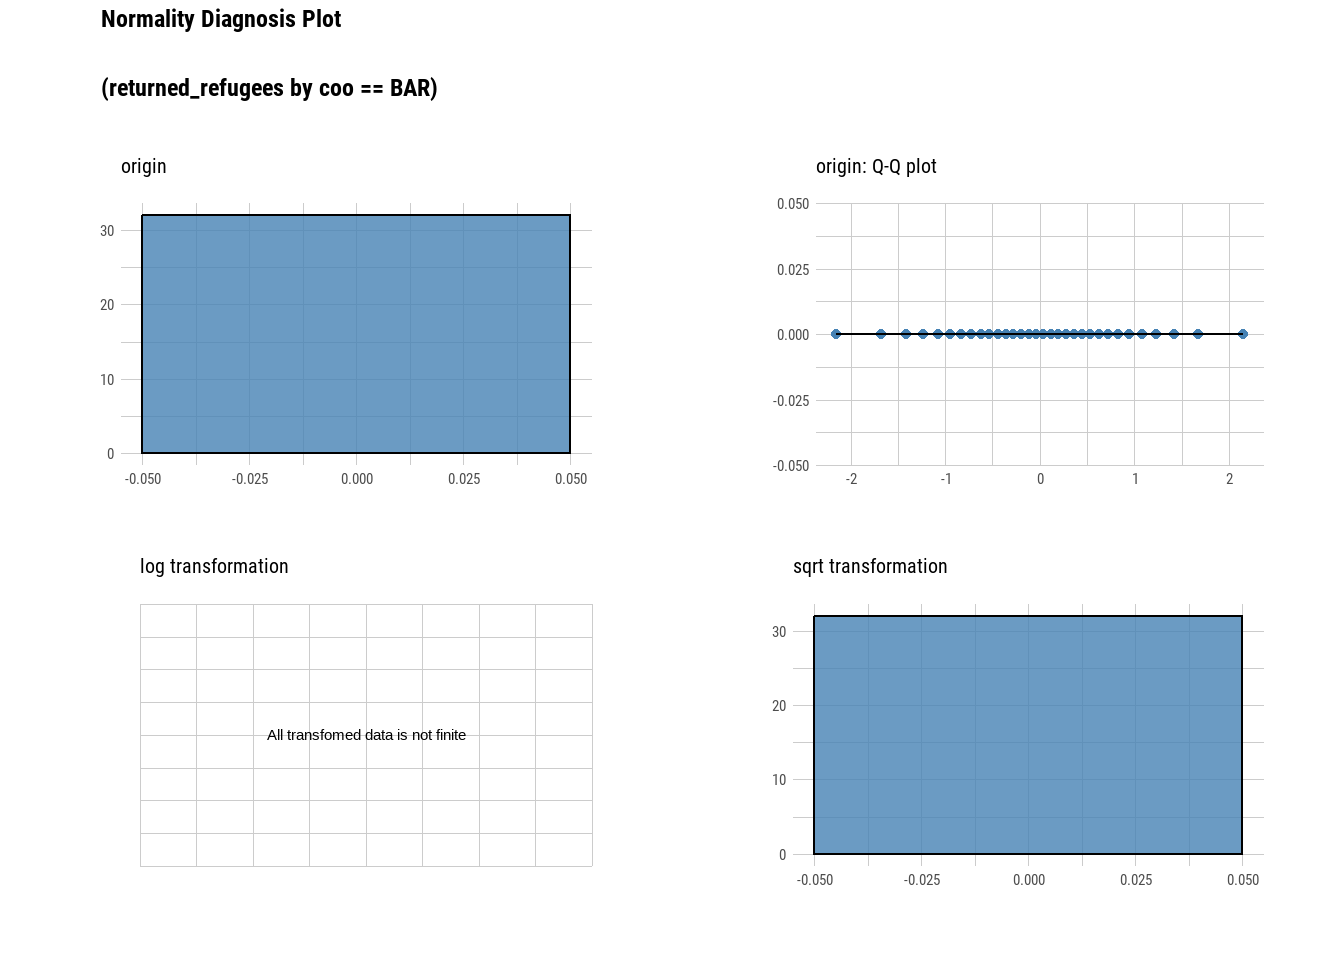 Normality Diagnosis Plot
(returned_refugees by coo == BAR)
origin
30
20
10
0
-0.050 -0.025 0.000 0.025 0.050
origin: Q-Q plot
0.050
0.025
0.000
-0.025
-0.050
-2 -1 0 1 2
log transformation
All transfomed data is not finite
sqrt transformation
30
20
10
0
-0.050 -0.025 0.000 0.025 0.050